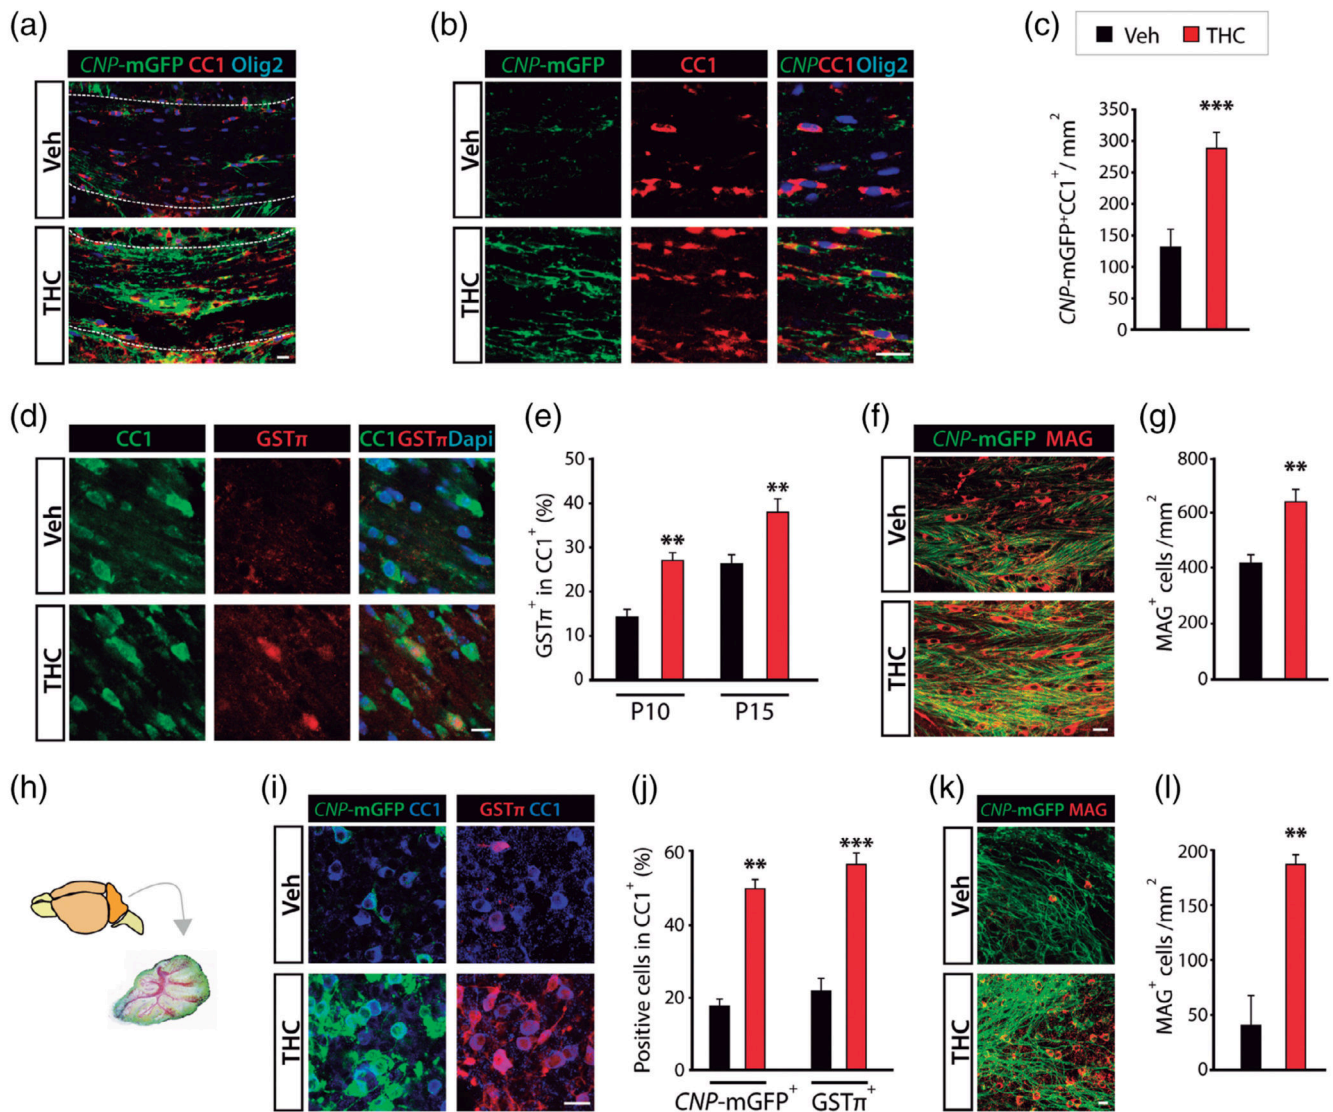 (a)
CNP-mGFP CC1 Olig2
Veh
THC
(b)
CNP-mGFP
CC1
CNPCC1Olig2
Veh
THC
(c)
Veh THC
CNP-mGFP⁺CC1⁺/ mm²
350
300
250
200
150
100
50
0
***
(d)
CC1
GSTπ
CC1GSTπDapi
Veh
THC
(e)
GSTπ⁺ in CC1⁺ (%)
50
40
30
20
10
0
**
**
P10
P15
(f)
CNP-mGFP MAG
Veh
THC
(g)
MAG⁺ cells /mm²
800
600
400
200
0
**
(h)
(i)
CNP-mGFP CC1
GSTπ CC1
Veh
THC
(j)
Positive cells in CC1⁺ (%)
60
40
20
0
**
***
CNP-mGFP⁺
GSTπ⁺
(k)
CNP-mGFP MAG
Veh
THC
(l)
MAG⁺ cells /mm²
200
150
100
50
0
**